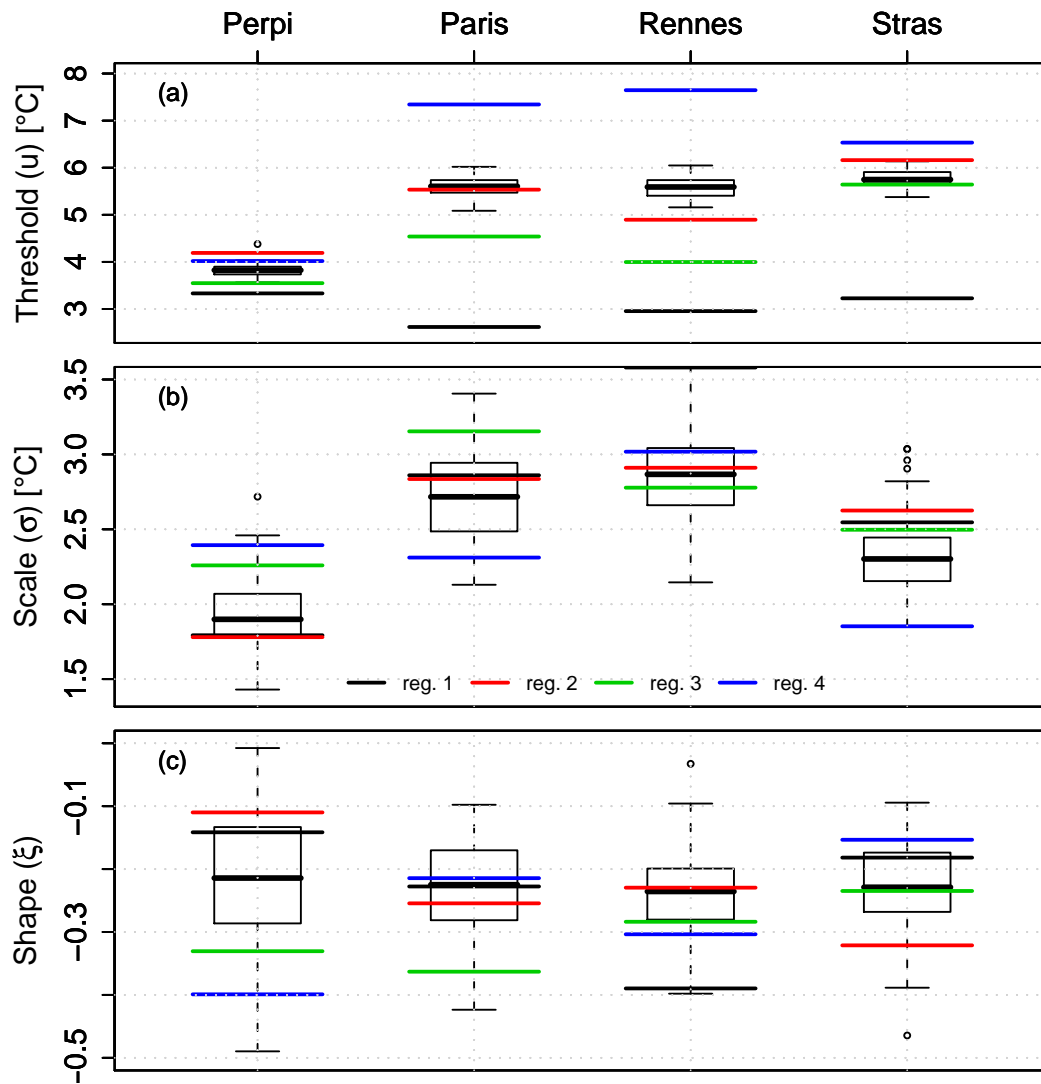 Perpi Paris Rennes Stras
(a)
Threshold (u) [°C]
8
7
6
5
4
3
(b)
Scale (σ) [°C]
3.5
3.0
2.5
2.0
1.5
reg. 1 reg. 2 reg. 3 reg. 4
(c)
Shape (ξ)
−0.1
−0.3
−0.5